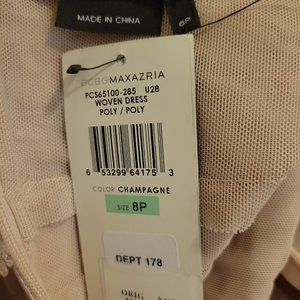 MADE IN CHINA
8P
BCBGMAXAZRIA
PCS65100-285 U28
WOVEN DRESS
POLY / POLY
6 53299 64175 3
COLOR CHAMPAGNE
SIZE 8P
DEPT 178
ORIG